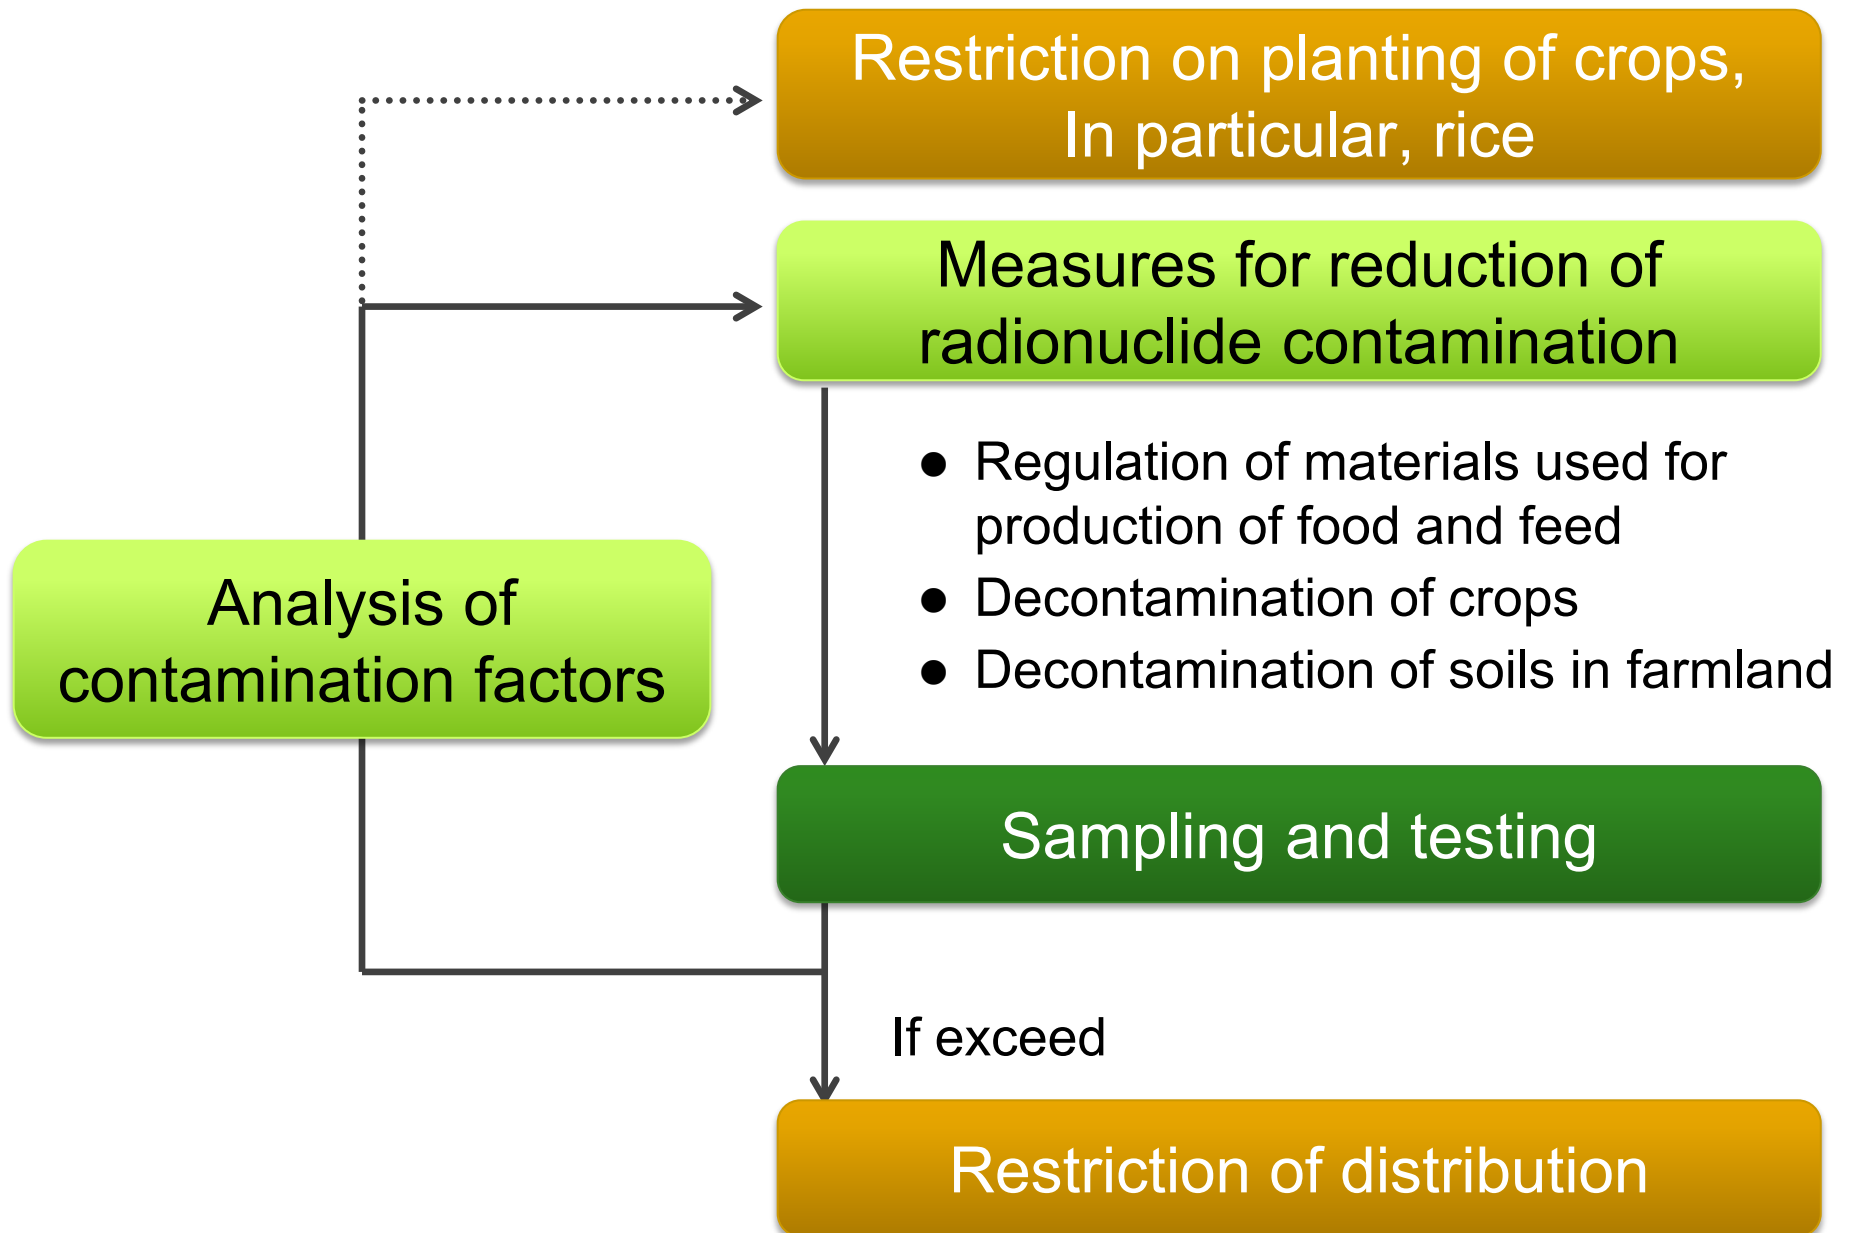 Restriction on planting of crops,
In particular, rice
Measures for reduction of
radionuclide contamination
● Regulation of materials used for
production of food and feed
● Decontamination of crops
● Decontamination of soils in farmland
Analysis of
contamination factors
Sampling and testing
If exceed
Restriction of distribution